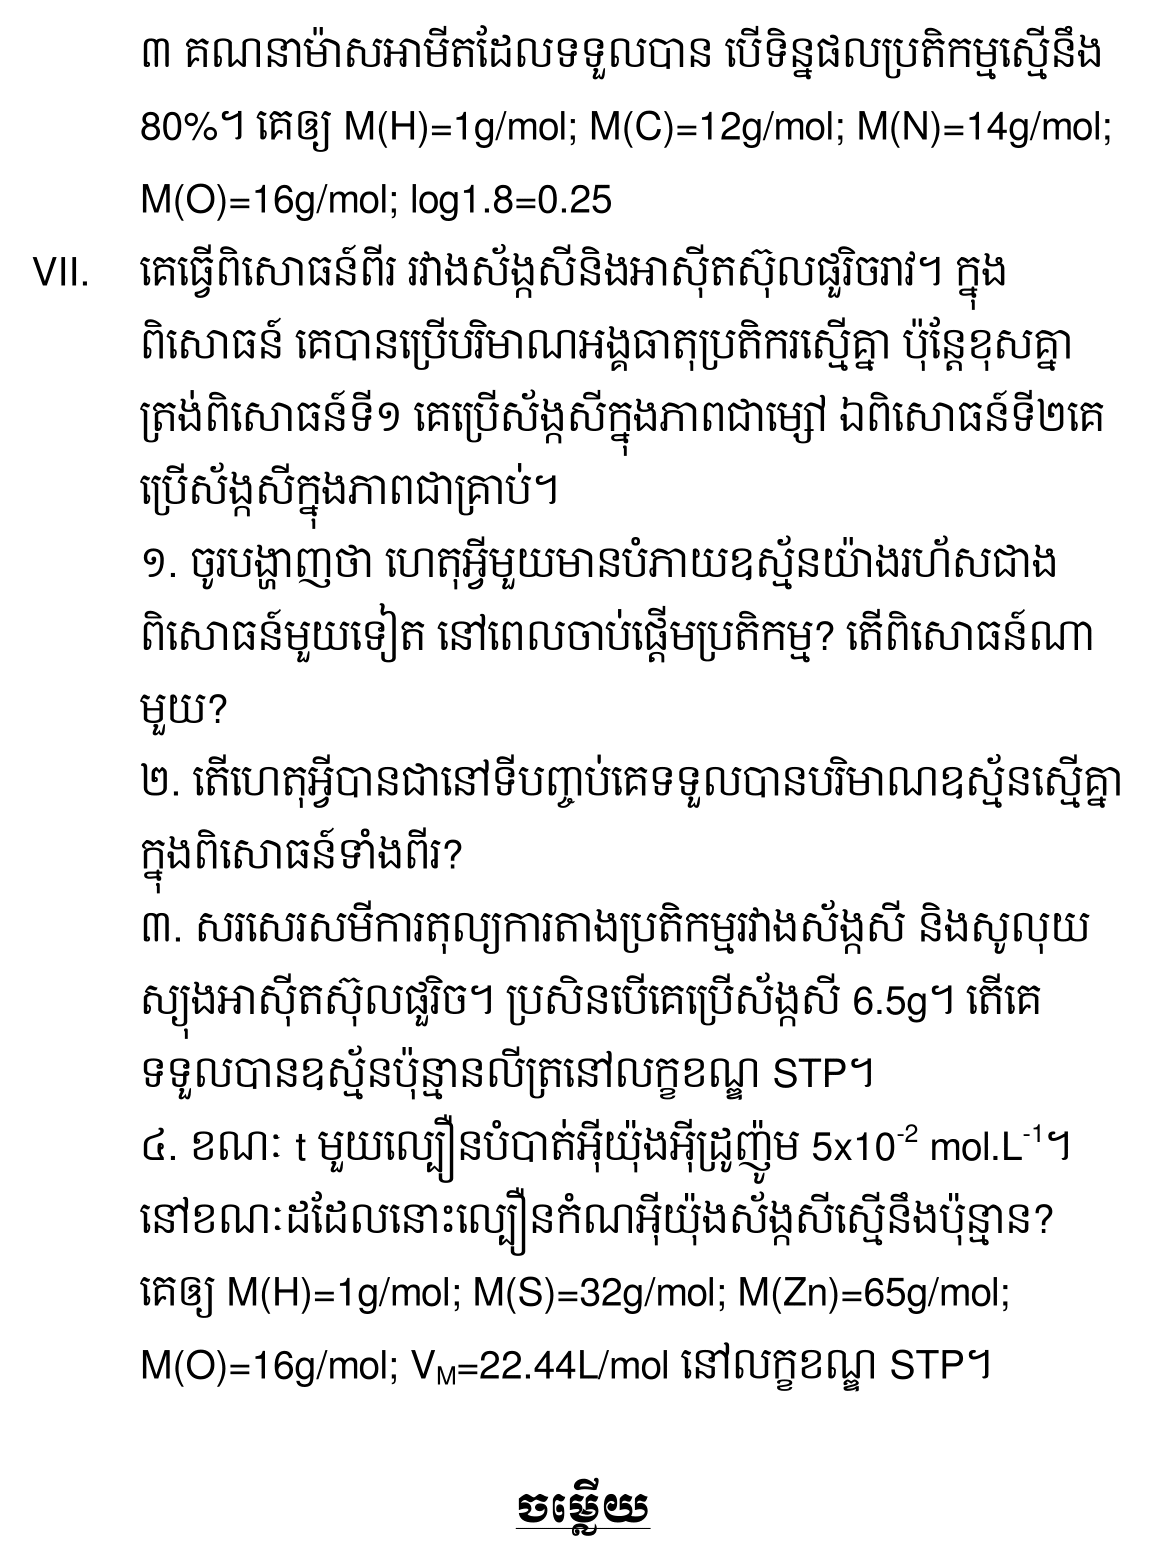 ៣ គណនាម៉ាសអាមីតដែលទទួលបាន បើទិន្នផលប្រតិកម្មស្មើនឹង
80%។ គេឲ្យ M(H)=1g/mol; M(C)=12g/mol; M(N)=14g/mol;
M(O)=16g/mol; log1.8=0.25
VII. គេធ្វើពិសោធន៍ពីរ រវាងស័ង្កសីនិងអាស៊ីតស៊ុលផួរិចរាវ។ ក្នុង
ពិសោធន៍ គេបានប្រើបរិមាណអង្គធាតុប្រតិករស្មើគ្នា ប៉ុន្តែខុសគ្នា
ត្រង់ពិសោធន៍ទី១ គេប្រើស័ង្កសីក្នុងភាពជាម្សៅ ឯពិសោធន៍ទី២គេ
ប្រើស័ង្កសីក្នុងភាពជាគ្រាប់។
១. ចូរបង្ហាញថា ហេតុអ្វីមួយមានបំភាយឧស្ម័នយ៉ាងរហ័សជាង
ពិសោធន៍មួយទៀត នៅពេលចាប់ផ្តើមប្រតិកម្ម? តើពិសោធន៍ណា
មួយ?
២. តើហេតុអ្វីបានជានៅទីបញ្ចប់គេទទួលបានបរិមាណឧស្ម័នស្មើគ្នា
ក្នុងពិសោធន៍ទាំងពីរ?
៣. សរសេរសមីការតុល្យការតាងប្រតិកម្មរវាងស័ង្កសី និងសូលុយ
ស្យុងអាស៊ីតស៊ុលផួរិច។ ប្រសិនបើគេប្រើស័ង្កសី 6.5g។ តើគេ
ទទួលបានឧស្ម័នប៉ុន្មានលីត្រនៅលក្ខខណ្ឌ STP។
៤. ខណៈ t មួយល្បឿនបំបាត់អ៊ីយ៉ុងអ៊ីដ្រូញ៉ូម 5x10⁻² mol.L⁻¹។
នៅខណៈដដែលនោះល្បឿនកំណអ៊ីយ៉ុងស័ង្កសីស្មើនឹងប៉ុន្មាន?
គេឲ្យ M(H)=1g/mol; M(S)=32g/mol; M(Zn)=65g/mol;
M(O)=16g/mol; V<sub>M</sub>=22.44L/mol នៅលក្ខខណ្ឌ STP។
ចម្លើយ